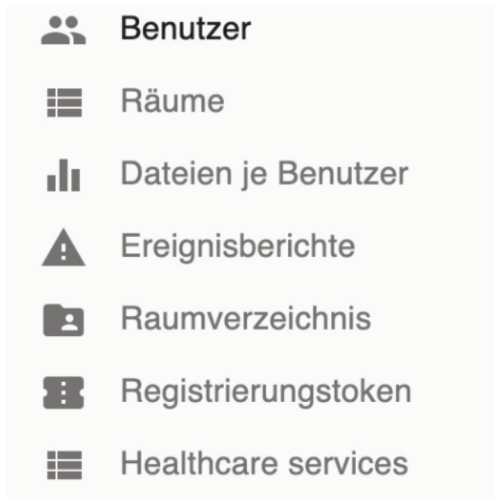 Benutzer
Räume
Dateien je Benutzer
Ereignisberichte
Raumverzeichnis
Registrierungstoken
Healthcare services